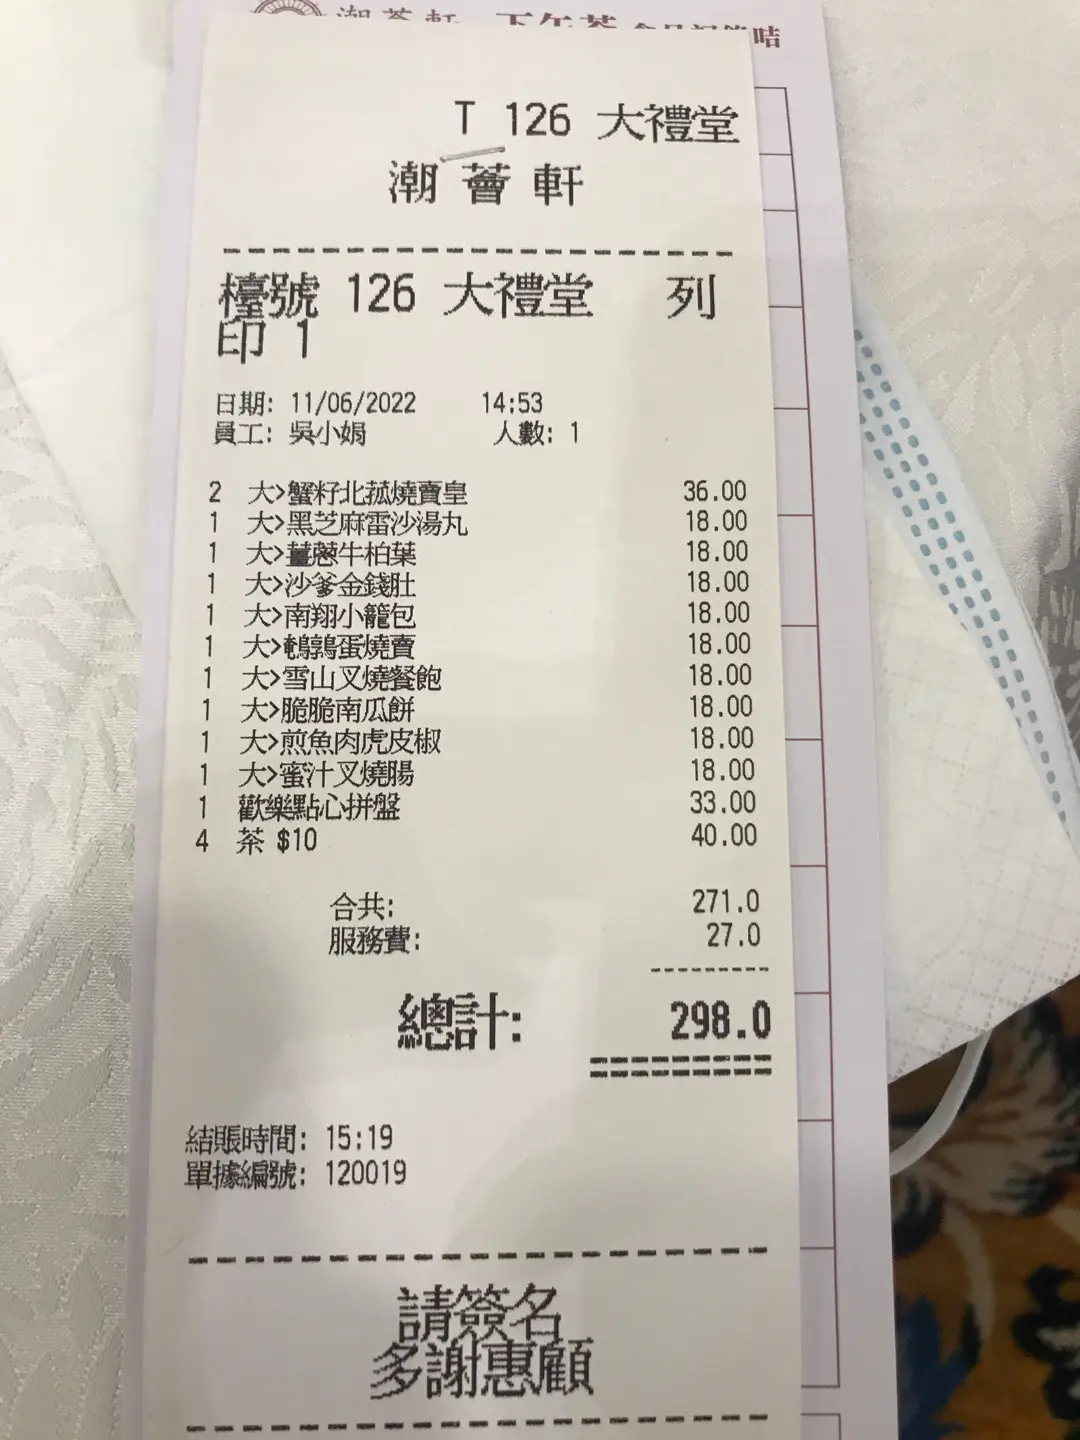 下午茶
T 126 大禮堂
潮薈軒
檯號 126 大禮堂 列
印 1
日期: 11/06/2022 14:53
員工: 吳小娟 人數: 1
2 大>蟹籽北菰燒賣皇 36.00
1 大>黑芝麻雷沙湯丸 18.00
1 大>薑蔥牛柏葉 18.00
1 大>沙爹金錢肚 18.00
1 大>南翔小籠包 18.00
1 大>鵪鶉蛋燒賣 18.00
1 大>雪山叉燒餐飽 18.00
1 大>脆脆南瓜餅 18.00
1 大>煎魚肉虎皮椒 18.00
1 大>蜜汁叉燒腸 18.00
1 歡樂點心拼盤 33.00
4 茶 $10 40.00
合共: 271.0
服務費: 27.0
總計: 298.0
結賬時間: 15:19
單據編號: 120019
請簽名
多謝惠顧